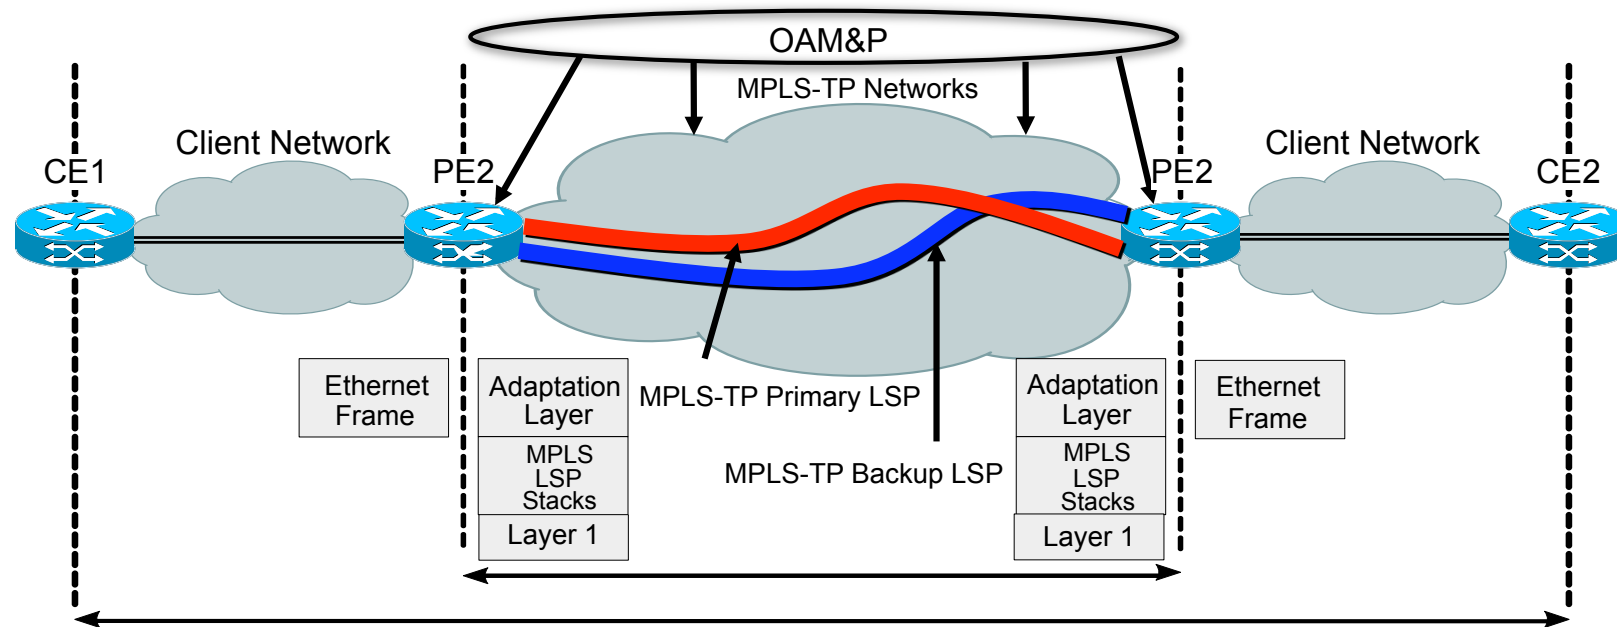 OAM&P
MPLS-TP Networks
Client Network
Client Network
CE1
PE2
PE2
CE2
Ethernet
Frame
Adaptation
Layer
MPLS
LSP
Stacks
Layer 1
MPLS-TP Primary LSP
MPLS-TP Backup LSP
Adaptation
Layer
MPLS
LSP
Stacks
Layer 1
Ethernet
Frame